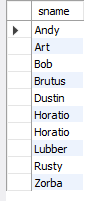 sname
Andy
Art
Bob
Brutus
Dustin
Horatio
Horatio
Lubber
Rusty
Zorba